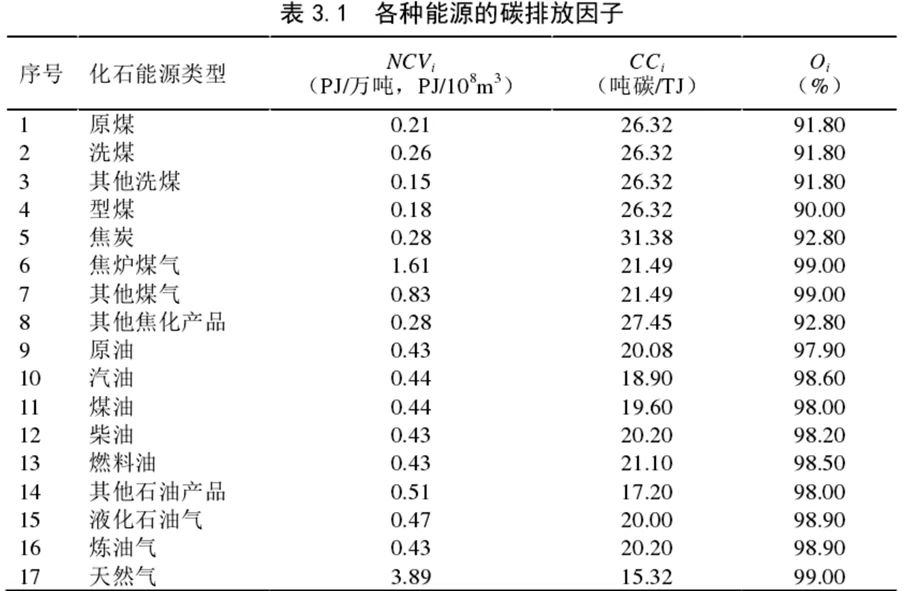 表 3.1 各种能源的碳排放因子
序号 化石能源类型 NCVi (PJ/万吨，PJ/10⁸m³) CCi (吨碳/TJ) Oi (%)
1 原煤 0.21 26.32 91.80
2 洗煤 0.26 26.32 91.80
3 其他洗煤 0.15 26.32 91.80
4 型煤 0.18 26.32 90.00
5 焦炭 0.28 31.38 92.80
6 焦炉煤气 1.61 21.49 99.00
7 其他煤气 0.83 21.49 99.00
8 其他焦化产品 0.28 27.45 92.80
9 原油 0.43 20.08 97.90
10 汽油 0.44 18.90 98.60
11 煤油 0.44 19.60 98.00
12 柴油 0.43 20.20 98.20
13 燃料油 0.43 21.10 98.50
14 其他石油产品 0.51 17.20 98.00
15 液化石油气 0.47 20.00 98.90
16 炼油气 0.43 20.20 98.90
17 天然气 3.89 15.32 99.00